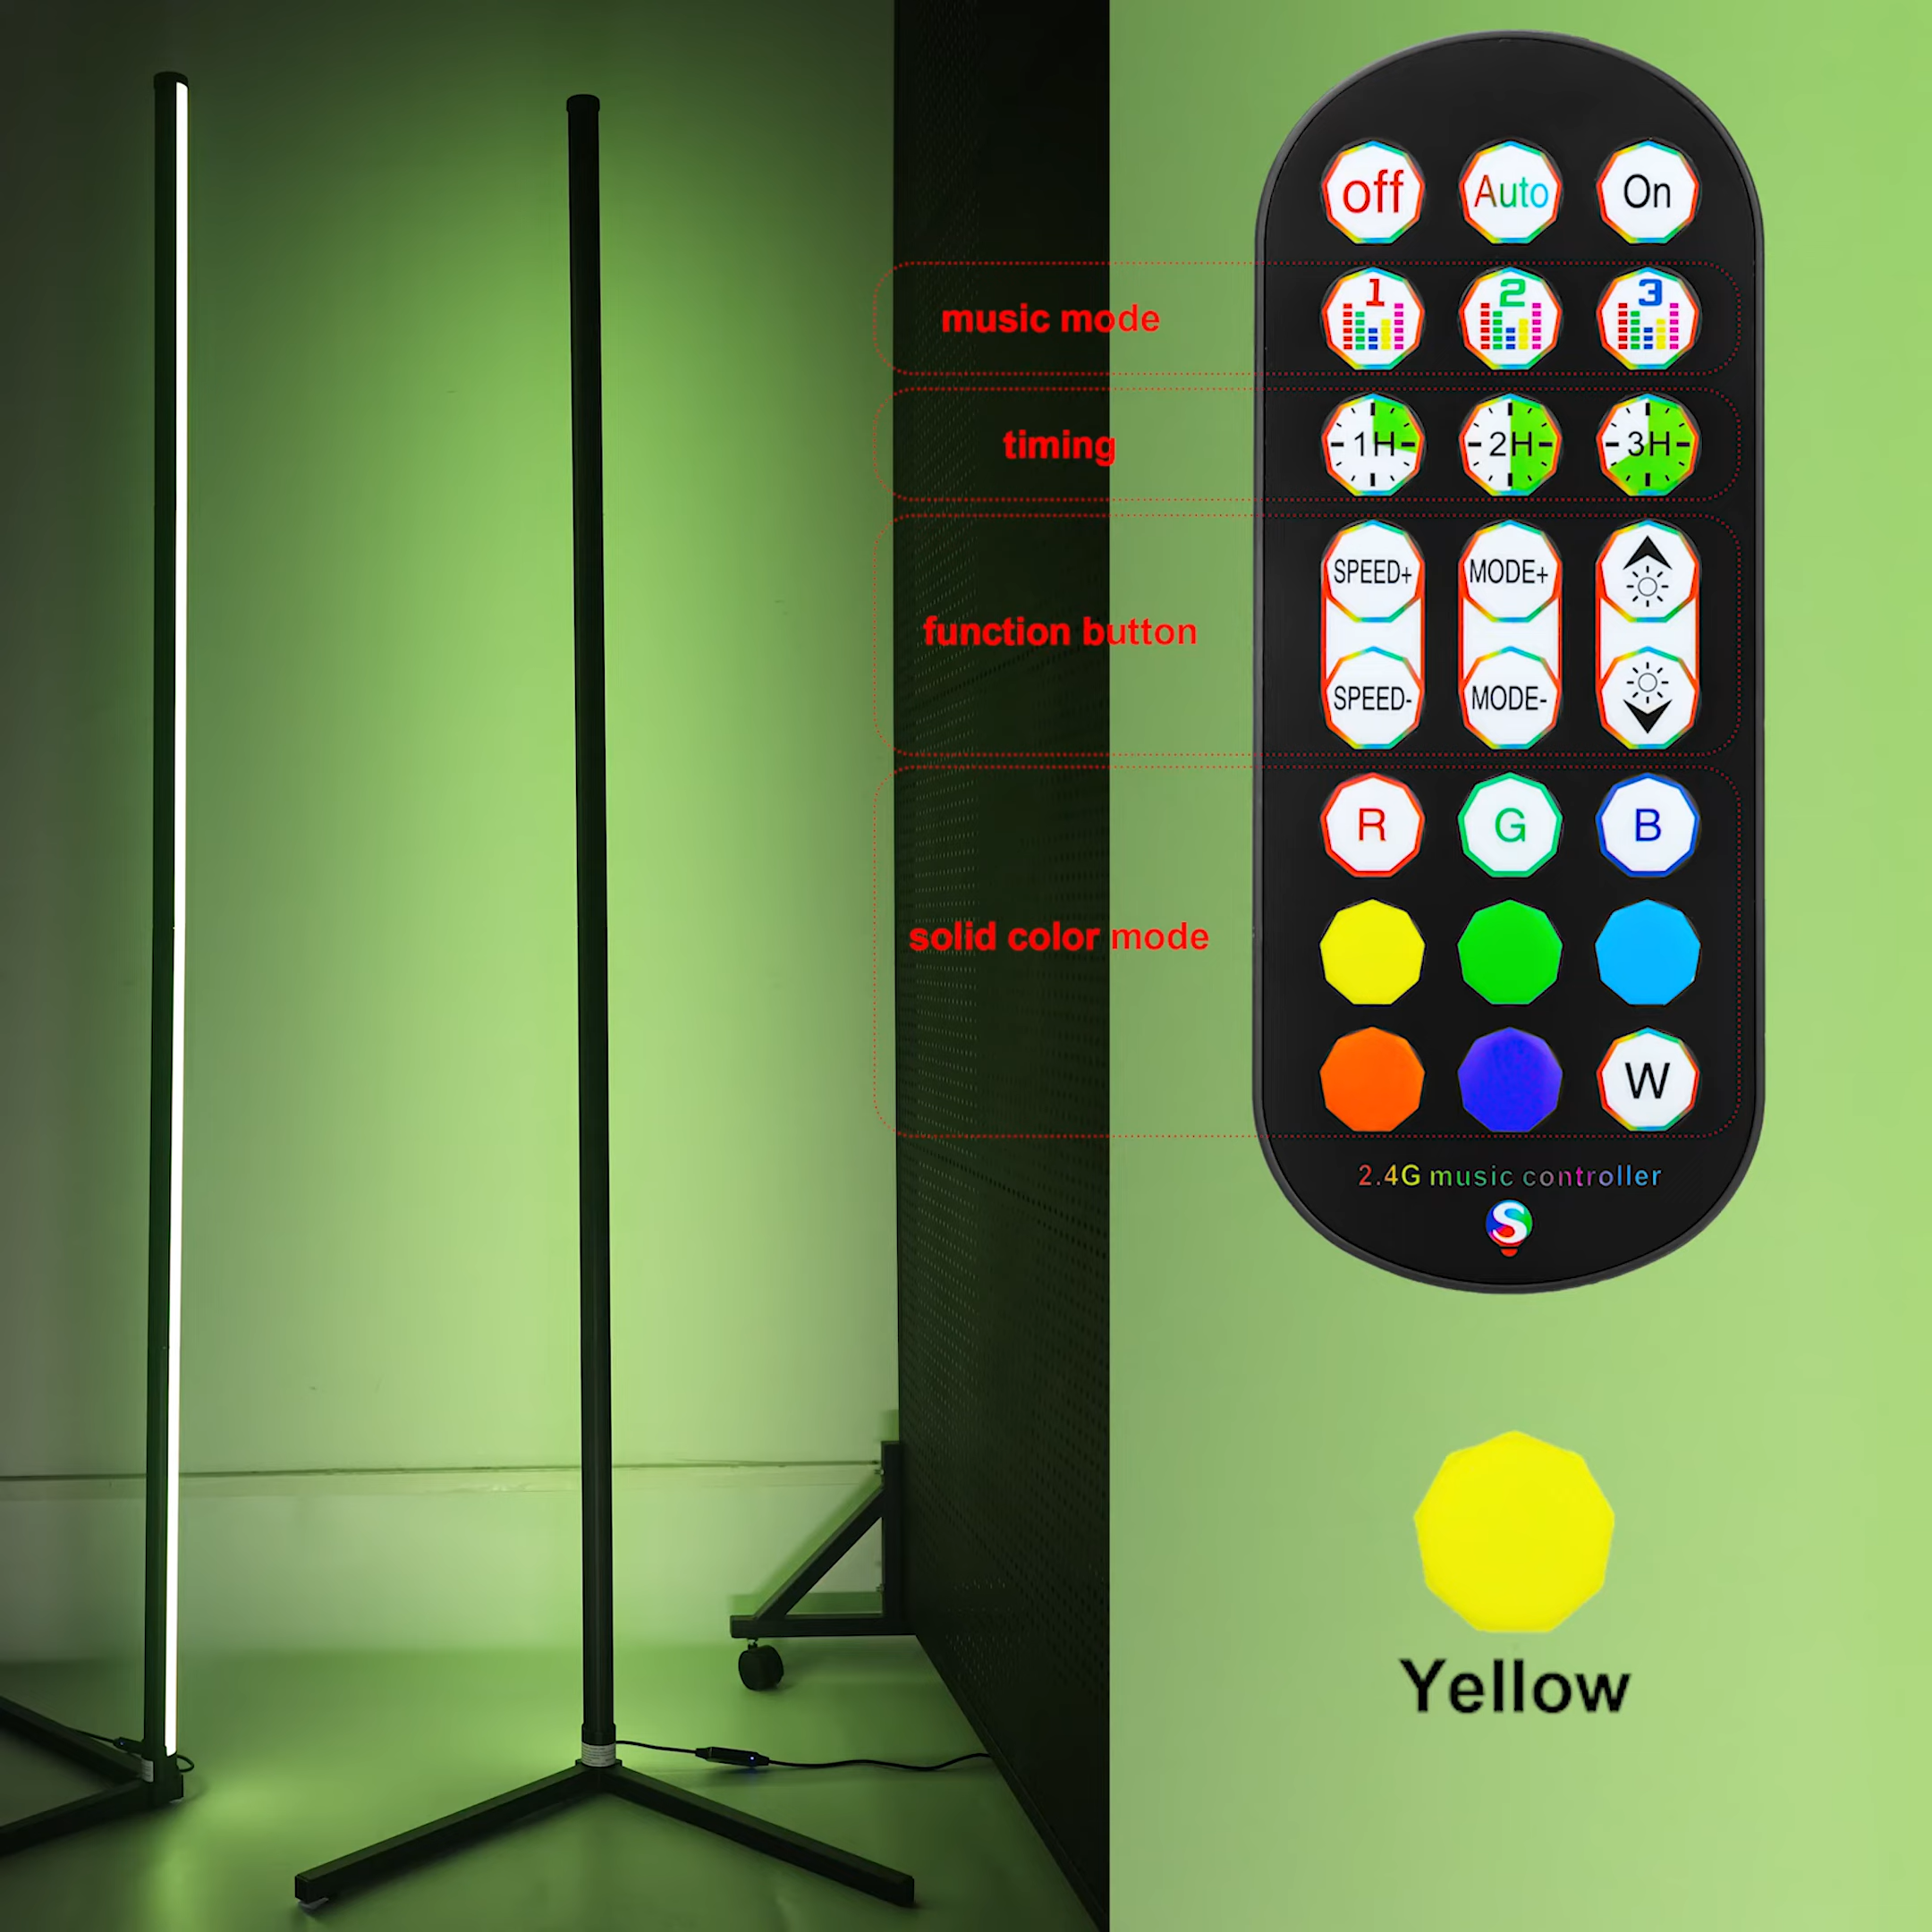 off Auto On
music mode
1 2 3
timing
1H 2H 3H
SPEED+ MODE+
function button
SPEED- MODE-
R G B
solid color mode
W
2.4G music controller
S
Yellow